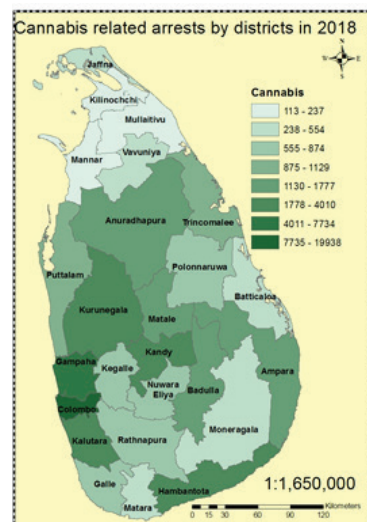 Cannabis related arrests by districts in 2018
N
W E
S
Jaffna
Kilinochchi
Mullaitivu
Mannar
Vavuniya
Cannabis
113 - 237
238 - 554
555 - 874
875 - 1129
1130 - 1777
1778 - 4010
4011 - 7734
7735 - 19938
Anuradhapura
Trincomalee
Puttalam
Polonnaruwa
Batticaloa
Kurunegala
Matale
Gampaha
Kegalle
Kandy
Nuwara
Eliya
Badulla
Ampara
Colombo
Moneragala
Kalutara
Rathnapura
Galle
Matara
Hambantota
1:1,650,000
Kilometers
0 15 30 60 90 120